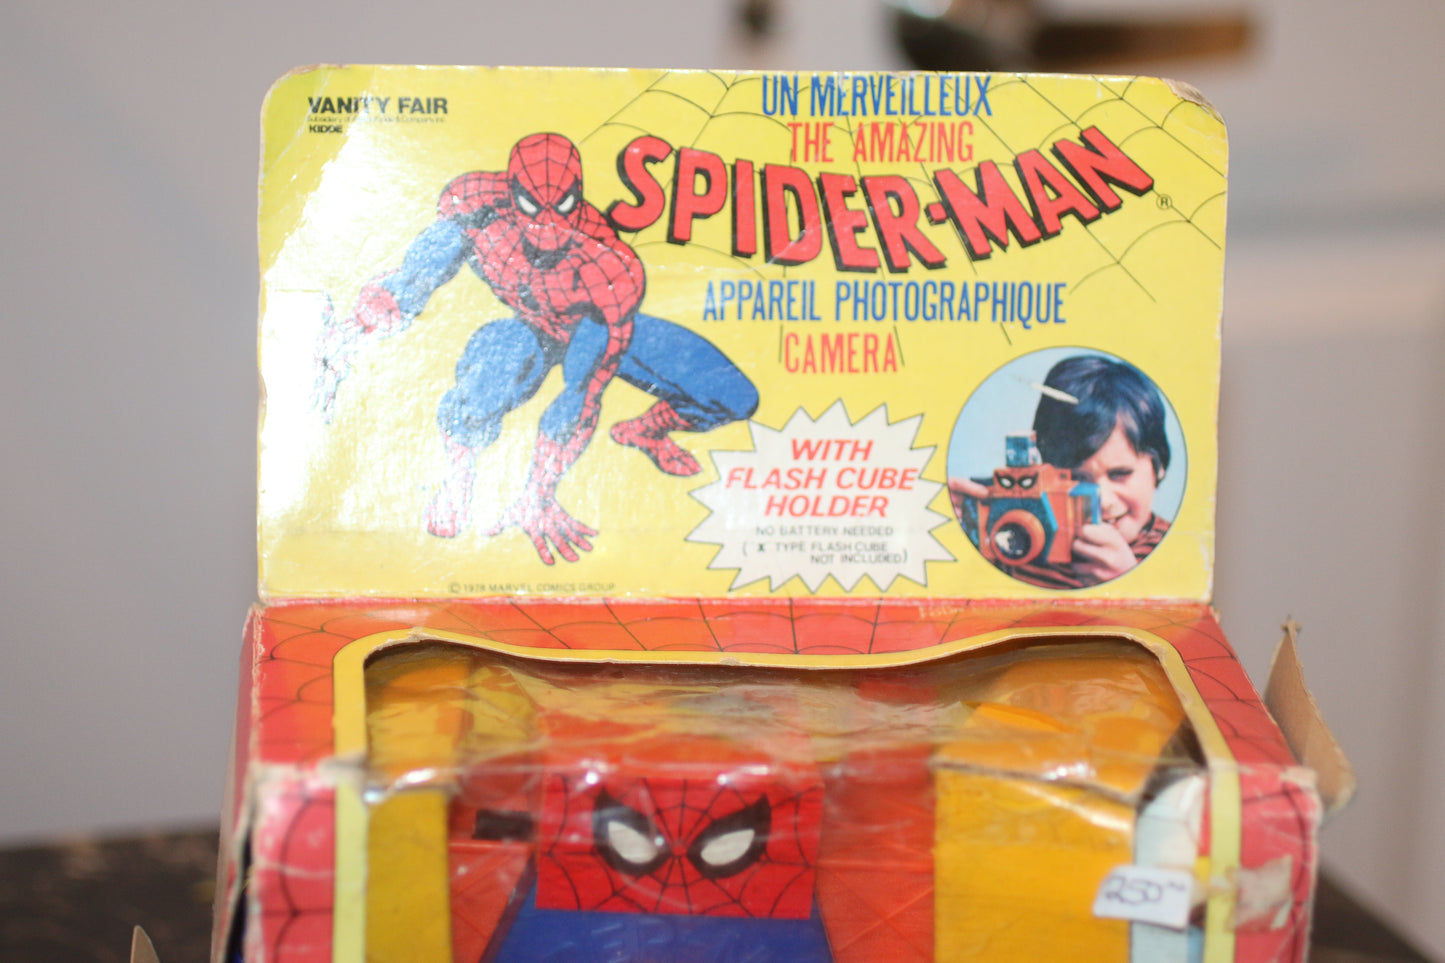 VANITY FAIR
KIDDE
UN MERVEILLEUX
THE AMAZING
SPIDER-MAN®
APPAREIL PHOTOGRAPHIQUE
CAMERA
WITH
FLASH CUBE
HOLDER
NO BATTERY NEEDED
( X TYPE FLASH CUBE
NOT INCLUDED)
© 1978 MARVEL COMICS GROUP
250